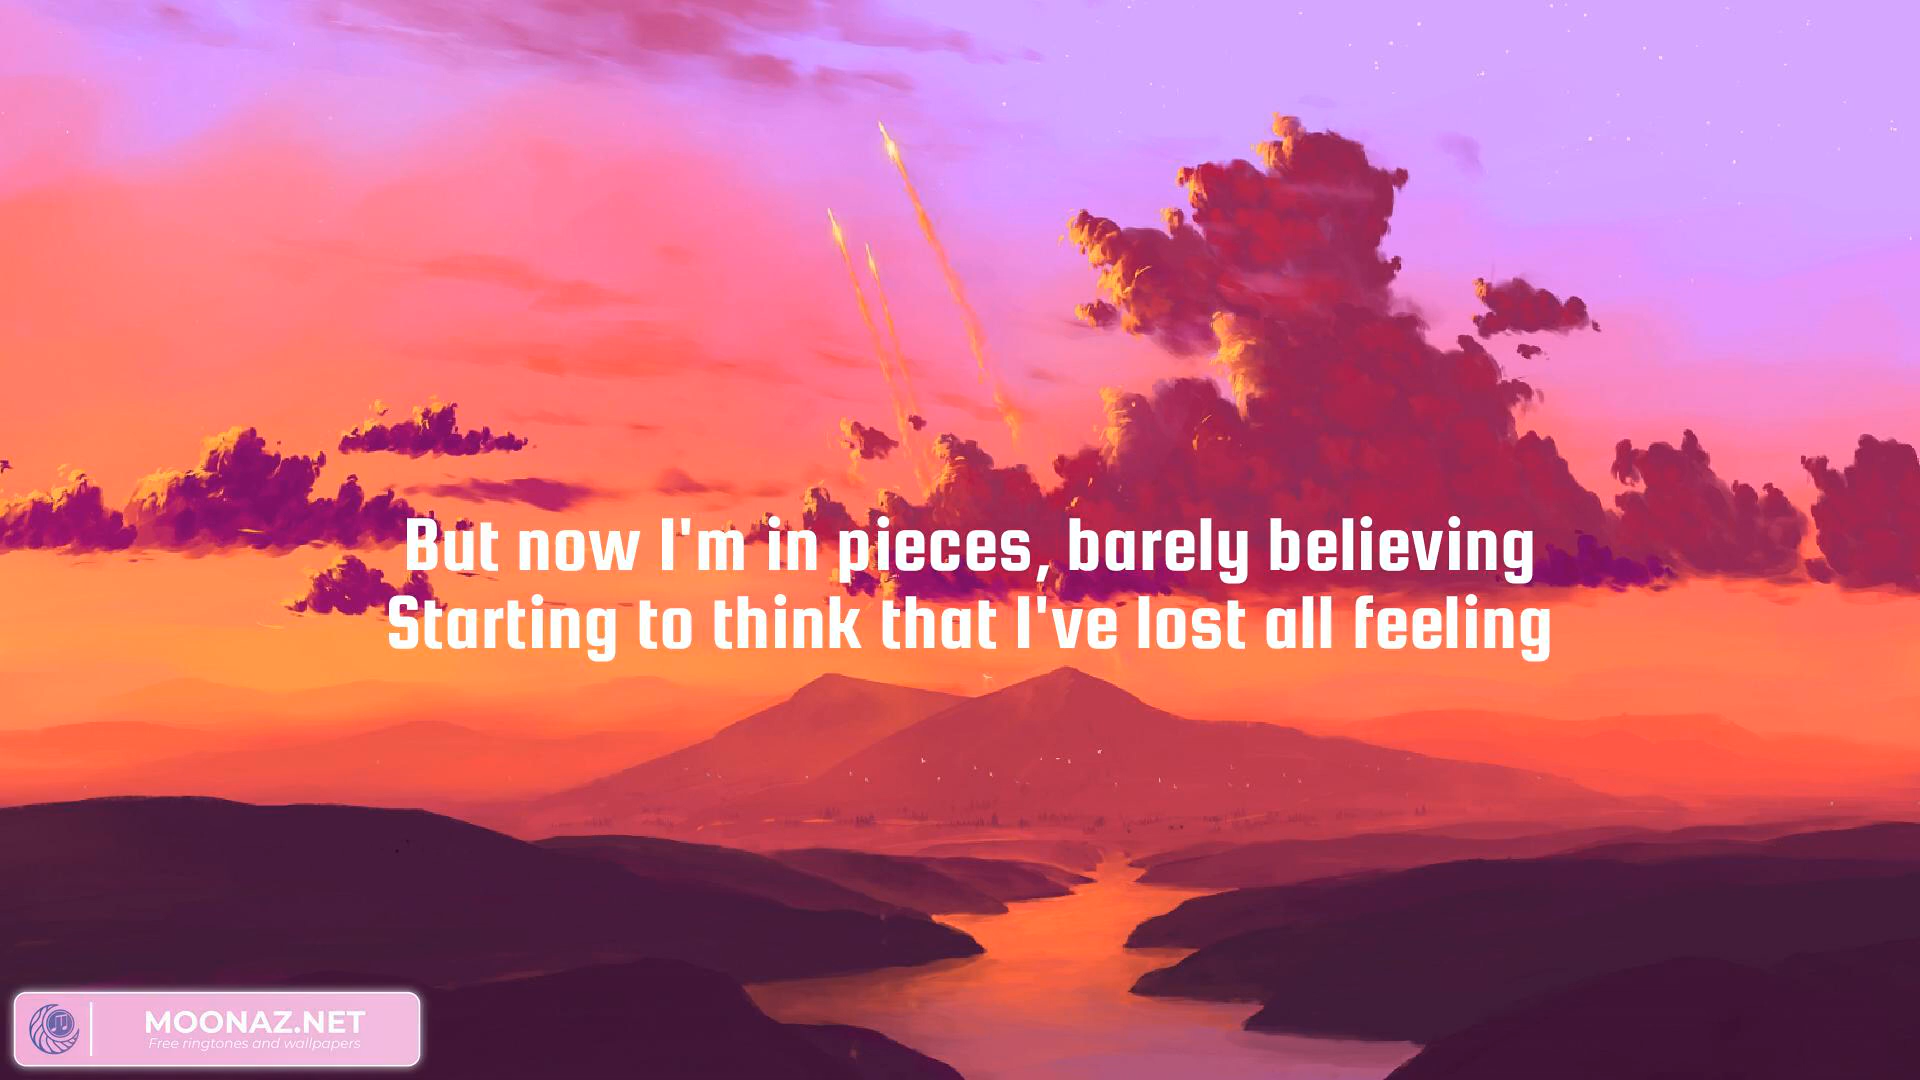 But now I'm in pieces, barely believing
Starting to think that I've lost all feeling
MOONAZ.NET
Free ringtones and wallpapers